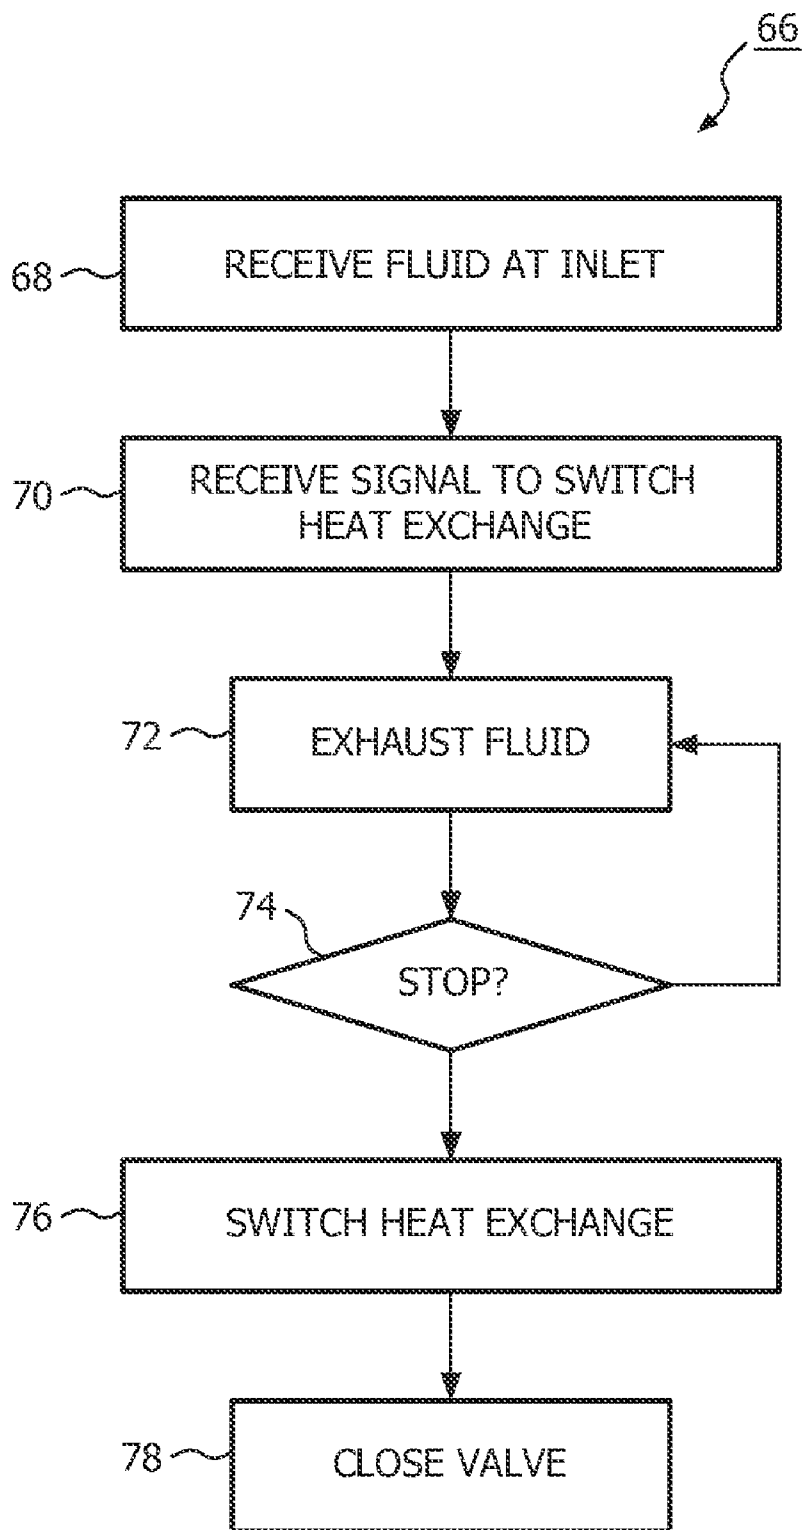 66
68
RECEIVE FLUID AT INLET
70
RECEIVE SIGNAL TO SWITCH
HEAT EXCHANGE
72
EXHAUST FLUID
74
STOP?
76
SWITCH HEAT EXCHANGE
78
CLOSE VALVE